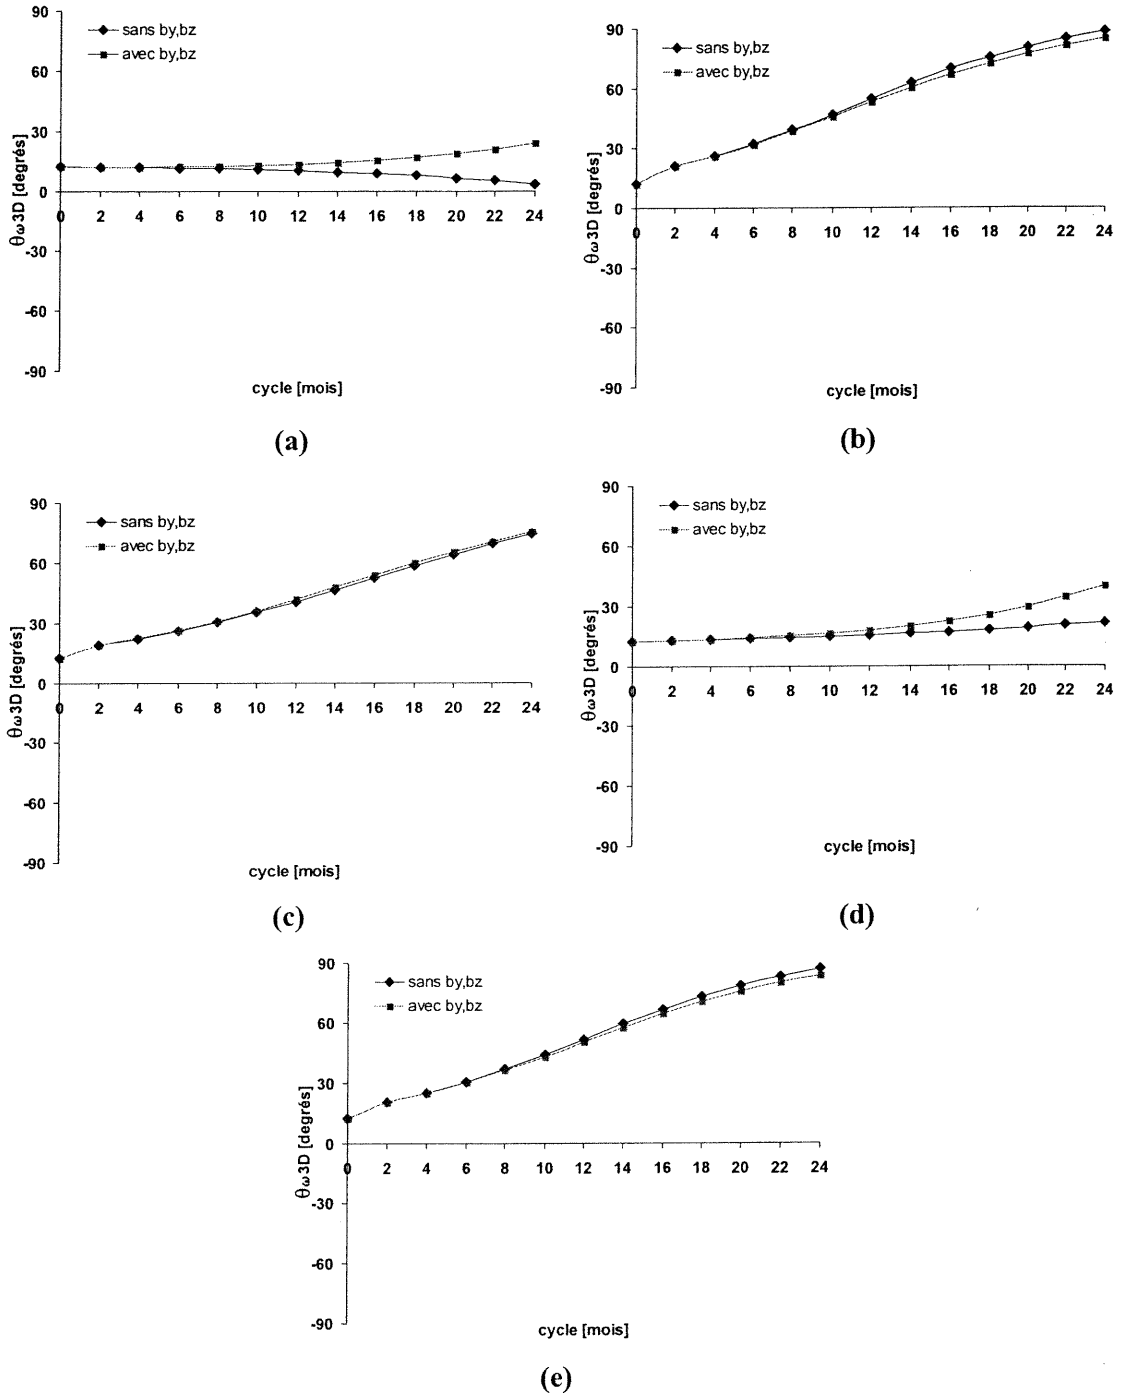 90
sans by,bz
avec by,bz
60
30
0
0 2 4 6 8 10 12 14 16 18 20 22 24
-30
-60
-90
θω3D [degrés]
cycle [mois]
(a)
90
sans by,bz
avec by,bz
60
30
0
0 2 4 6 8 10 12 14 16 18 20 22 24
-30
-60
-90
θω3D [degrés]
cycle [mois]
(b)
90
sans by,bz
avec by,bz
60
30
0
0 2 4 6 8 10 12 14 16 18 20 22 24
-30
-60
-90
θω3D [degrés]
cycle [mois]
(c)
90
sans by,bz
avec by,bz
60
30
0
0 2 4 6 8 10 12 14 16 18 20 22 24
-30
-60
-90
θω3D [degrés]
cycle [mois]
(d)
90
sans by,bz
avec by,bz
60
30
0
0 2 4 6 8 10 12 14 16 18 20 22 24
-30
-60
-90
θω3D [degrés]
cycle [mois]
(e)